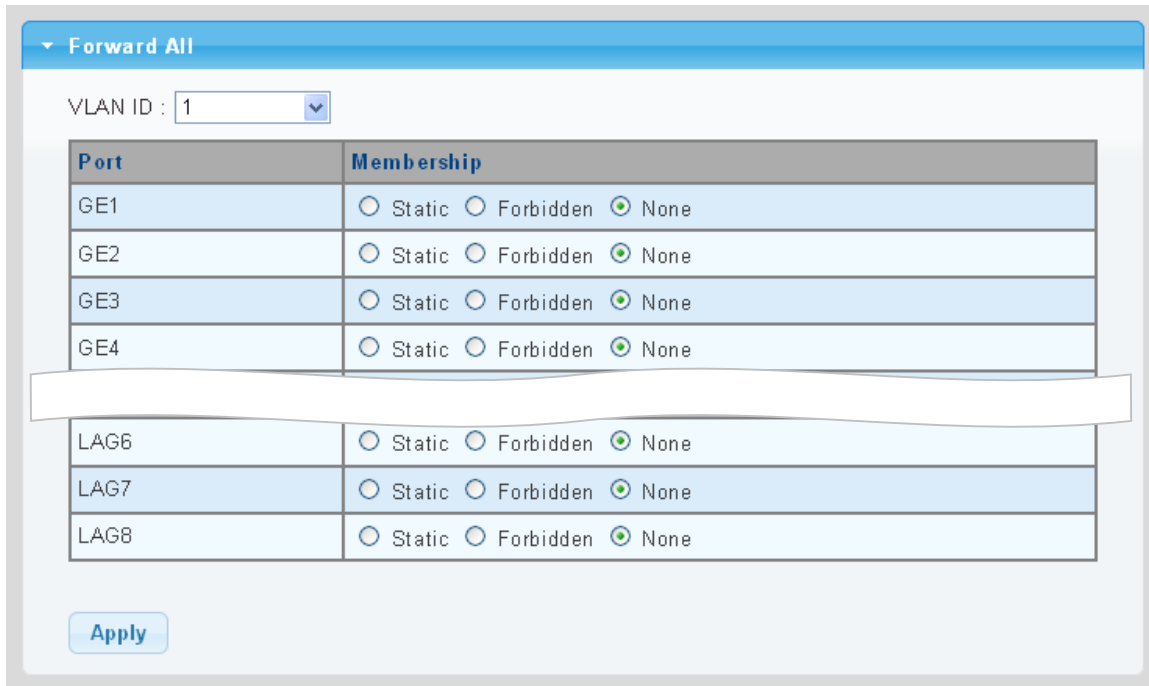 Forward All
VLAN ID : 1
Port Membership
GE1 Static Forbidden None
GE2 Static Forbidden None
GE3 Static Forbidden None
GE4 Static Forbidden None
LAG6 Static Forbidden None
LAG7 Static Forbidden None
LAG8 Static Forbidden None
Apply